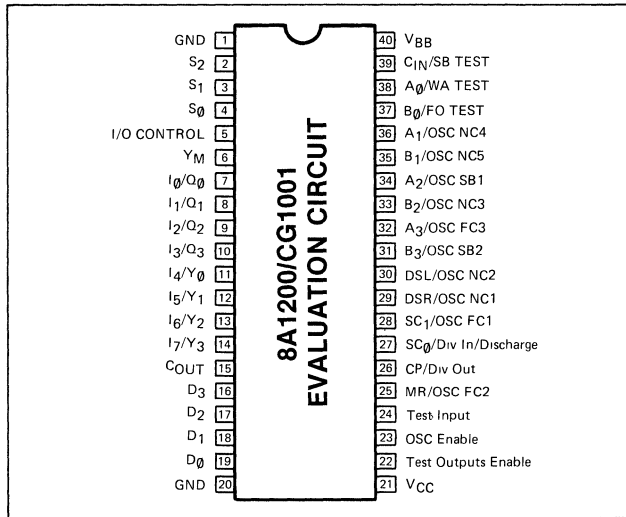 GND 1
S2 2
S1 3
SØ 4
I/O CONTROL 5
YM 6
IØ/QØ 7
I1/Q1 8
I2/Q2 9
I3/Q3 10
I4/YØ 11
I5/Y1 12
I6/Y2 13
I7/Y3 14
COUT 15
D3 16
D2 17
D1 18
DØ 19
GND 20
8A1200/CG1001
EVALUATION CIRCUIT
40 VBB
39 CIN/SB TEST
38 AØ/WA TEST
37 BØ/FO TEST
36 A1/OSC NC4
35 B1/OSC NC5
34 A2/OSC SB1
33 B2/OSC NC3
32 A3/OSC FC3
31 B3/OSC SB2
30 DSL/OSC NC2
29 DSR/OSC NC1
28 SC1/OSC FC1
27 SCØ/Div In/Discharge
26 CP/Div Out
25 MR/OSC FC2
24 Test Input
23 OSC Enable
22 Test Outputs Enable
21 VCC